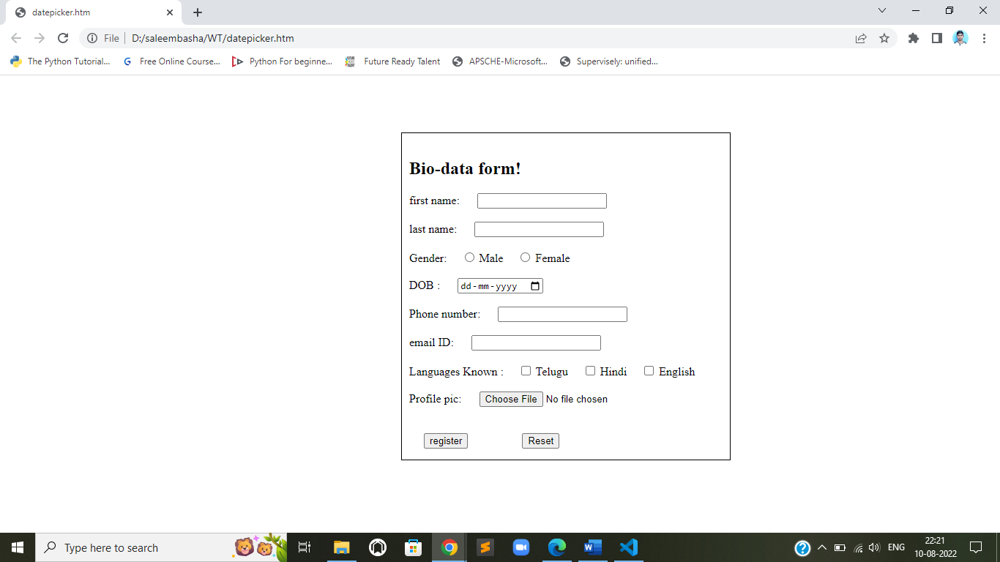 datepicker.htm
File D:/saleembasha/WT/datepicker.htm
The Python Tutorial... Free Online Course... Python For beginne... Future Ready Talent APSCHE-Microsoft... Supervisely: unified...
Bio-data form!
first name:
last name:
Gender: Male Female
DOB : dd-mm-yyyy
Phone number:
email ID:
Languages Known : Telugu Hindi English
Profile pic: Choose File No file chosen
register Reset
Type here to search ENG 22:21
10-08-2022